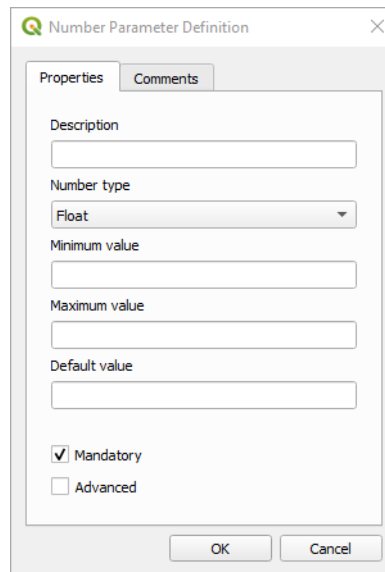 Number Parameter Definition
Properties Comments
Description
Number type
Float
Minimum value
Maximum value
Default value
Mandatory
Advanced
OK Cancel